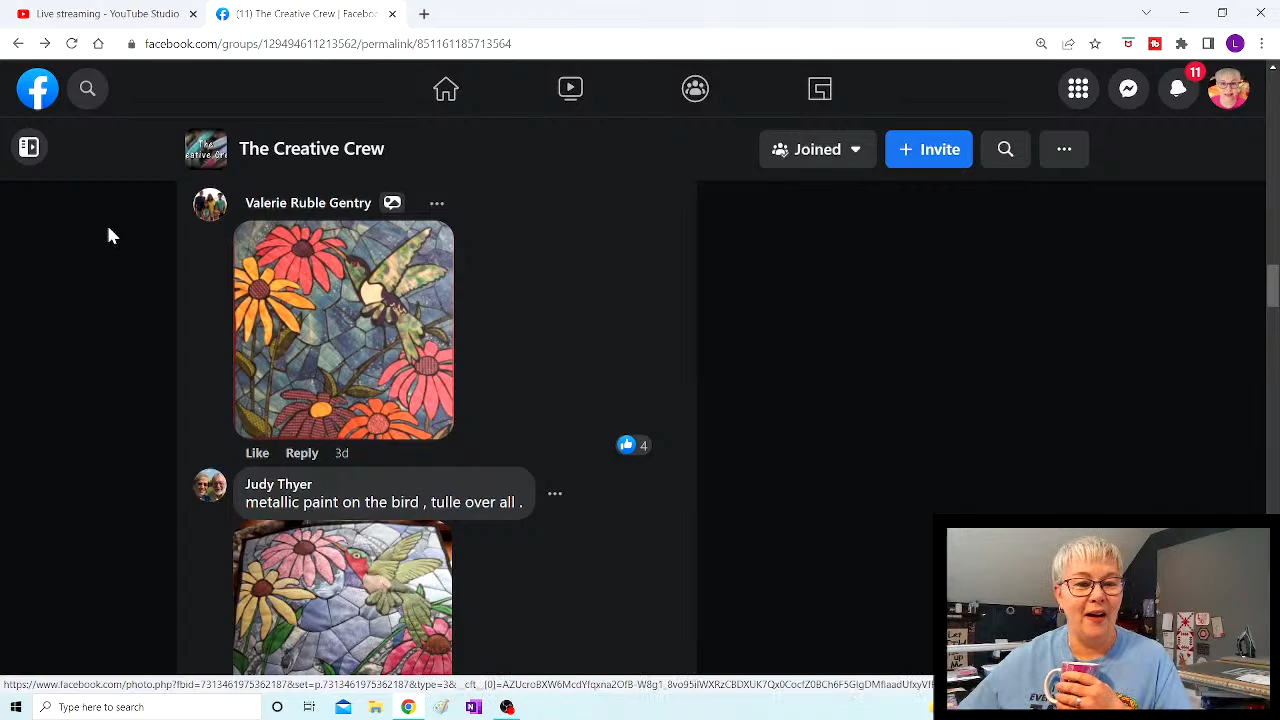 Live streaming - YouTube Studio
The Creative Crew | Facebo
facebook.com/groups/129494611213562/permalink/851161185713564
L
11
The Creative Crew
Joined
+ Invite
Valerie Ruble Gentry
Like Reply 3d
4
Judy Thyer
metallic paint on the bird , tulle over all .
Type here to search